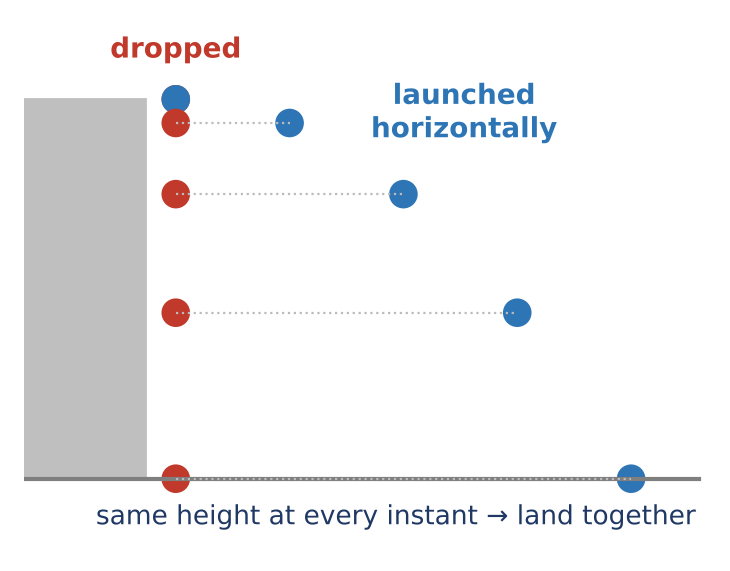 dropped
launched
horizontally
same height at every instant → land together